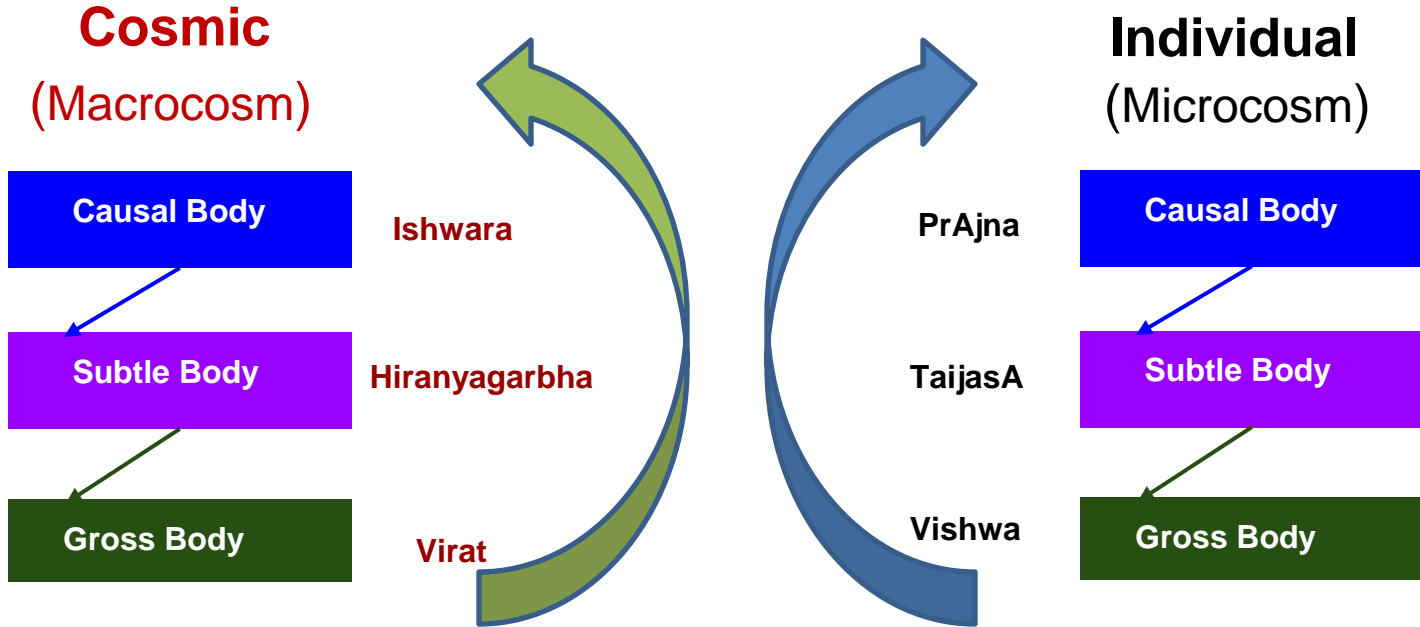 Cosmic
(Macrocosm)
Causal Body
Ishwara
Subtle Body
Hiranyagarbha
Gross Body
Virat
Individual
(Microcosm)
PrAjna
Causal Body
TaijasA
Subtle Body
Vishwa
Gross Body